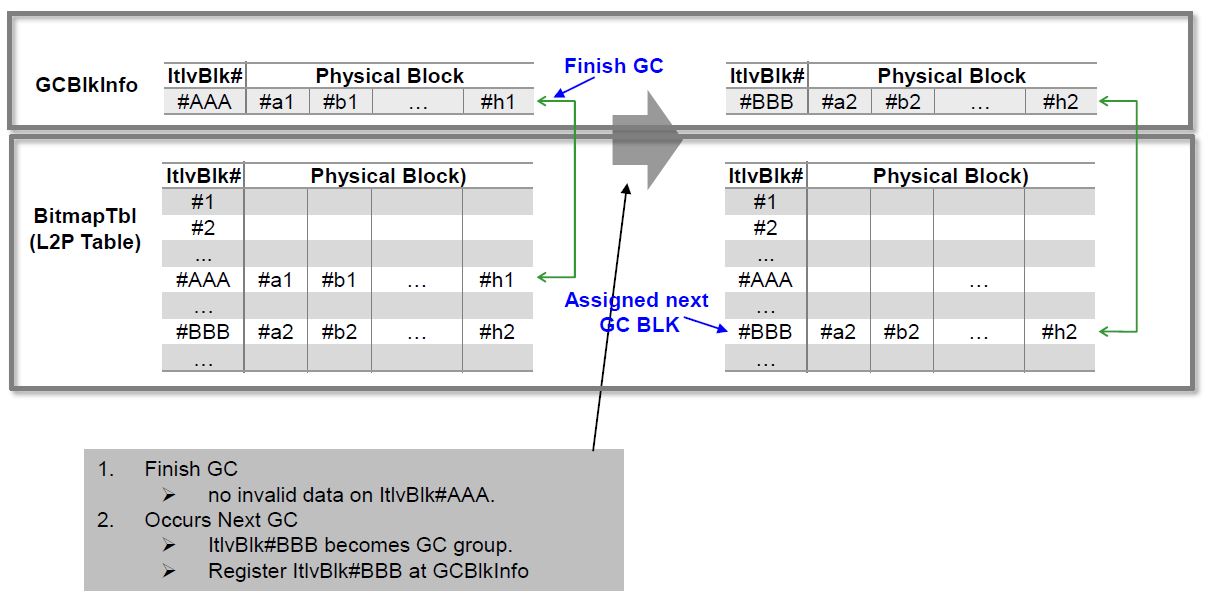 GCBlkInfo
ItlvBlk# Physical Block
#AAA #a1 #b1 … #h1
Finish GC
ItlvBlk# Physical Block
#BBB #a2 #b2 … #h2
BitmapTbl
(L2P Table)
ItlvBlk# Physical Block)
#1
#2
…
#AAA #a1 #b1 … #h1
…
#BBB #a2 #b2 … #h2
…
Assigned next
GC BLK
ItlvBlk# Physical Block)
#1
#2
…
#AAA …
…
#BBB #a2 #b2 … #h2
…
1. Finish GC
➢ no invalid data on ItlvBlk#AAA.
2. Occurs Next GC
➢ ItlvBlk#BBB becomes GC group.
➢ Register ItlvBlk#BBB at GCBlkInfo